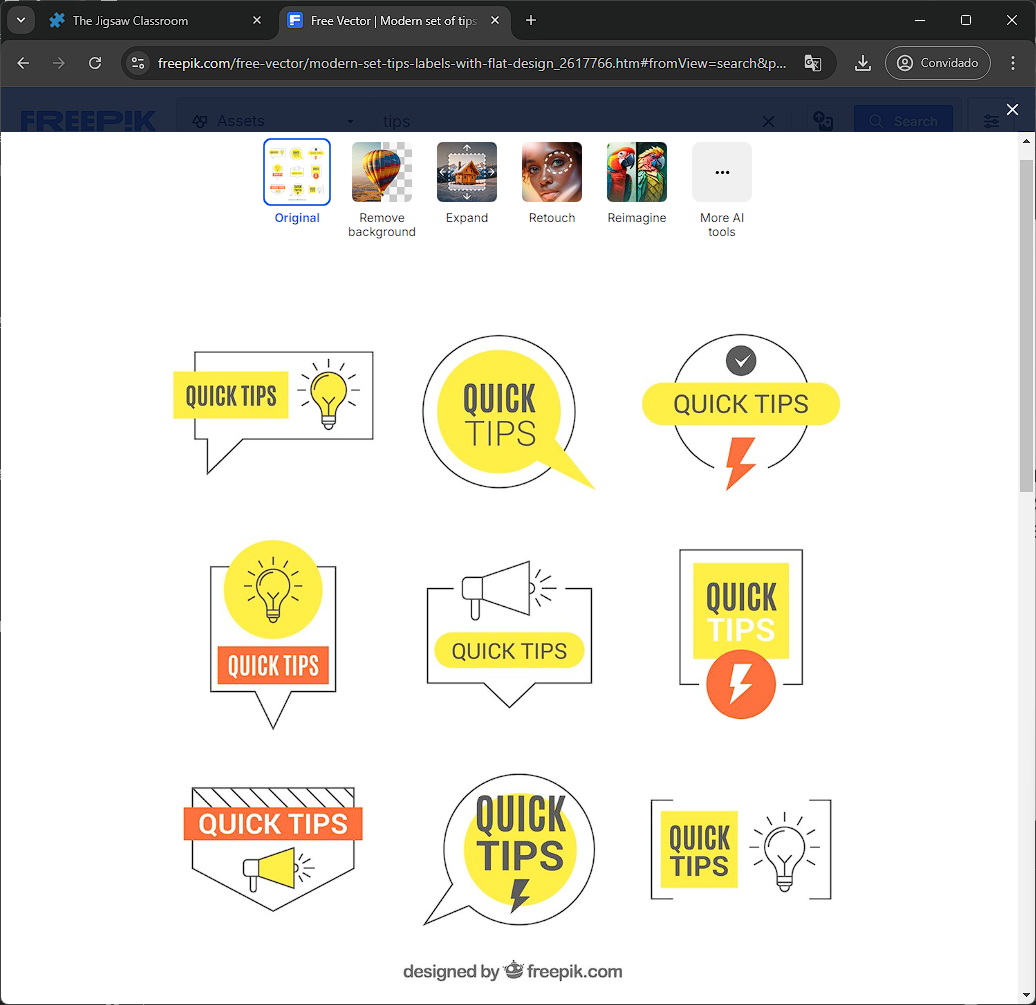 The Jigsaw Classroom
Free Vector | Modern set of tips
freepik.com/free-vector/modern-set-tips-labels-with-flat-design_2617766.htm#fromView=search&p...
Convidado
FREEP!K
Assets
tips
Search
Original
Remove
background
Expand
Retouch
Reimagine
More AI
tools
QUICK TIPS
QUICK
TIPS
QUICK TIPS
QUICK TIPS
QUICK TIPS
QUICK
TIPS
QUICK TIPS
QUICK
TIPS
QUICK
TIPS
designed by freepik.com